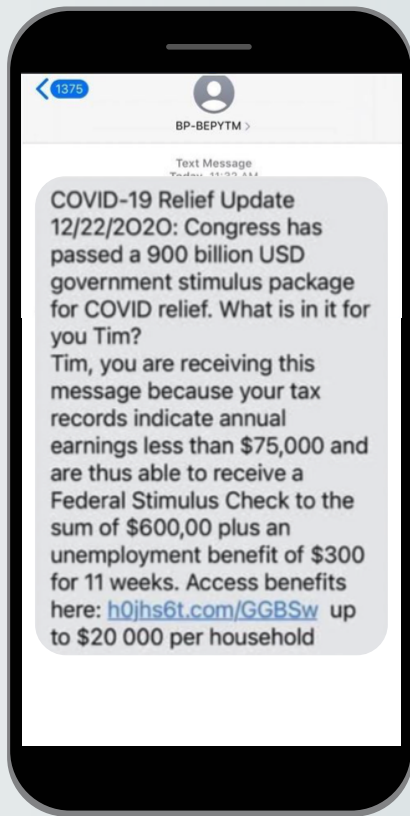 1375
BP-BEPYTM >
Text Message
Today 11:32 AM
COVID-19 Relief Update
12/22/2O2O: Congress has
passed a 900 billion USD
government stimulus package
for COVID relief. What is in it for
you Tim?
Tim, you are receiving this
message because your tax
records indicate annual
earnings less than $75,000 and
are thus able to receive a
Federal Stimulus Check to the
sum of $600,00 plus an
unemployment benefit of $300
for 11 weeks. Access benefits
here: h0jhs6t.com/GGBSw up
to $20 000 per household